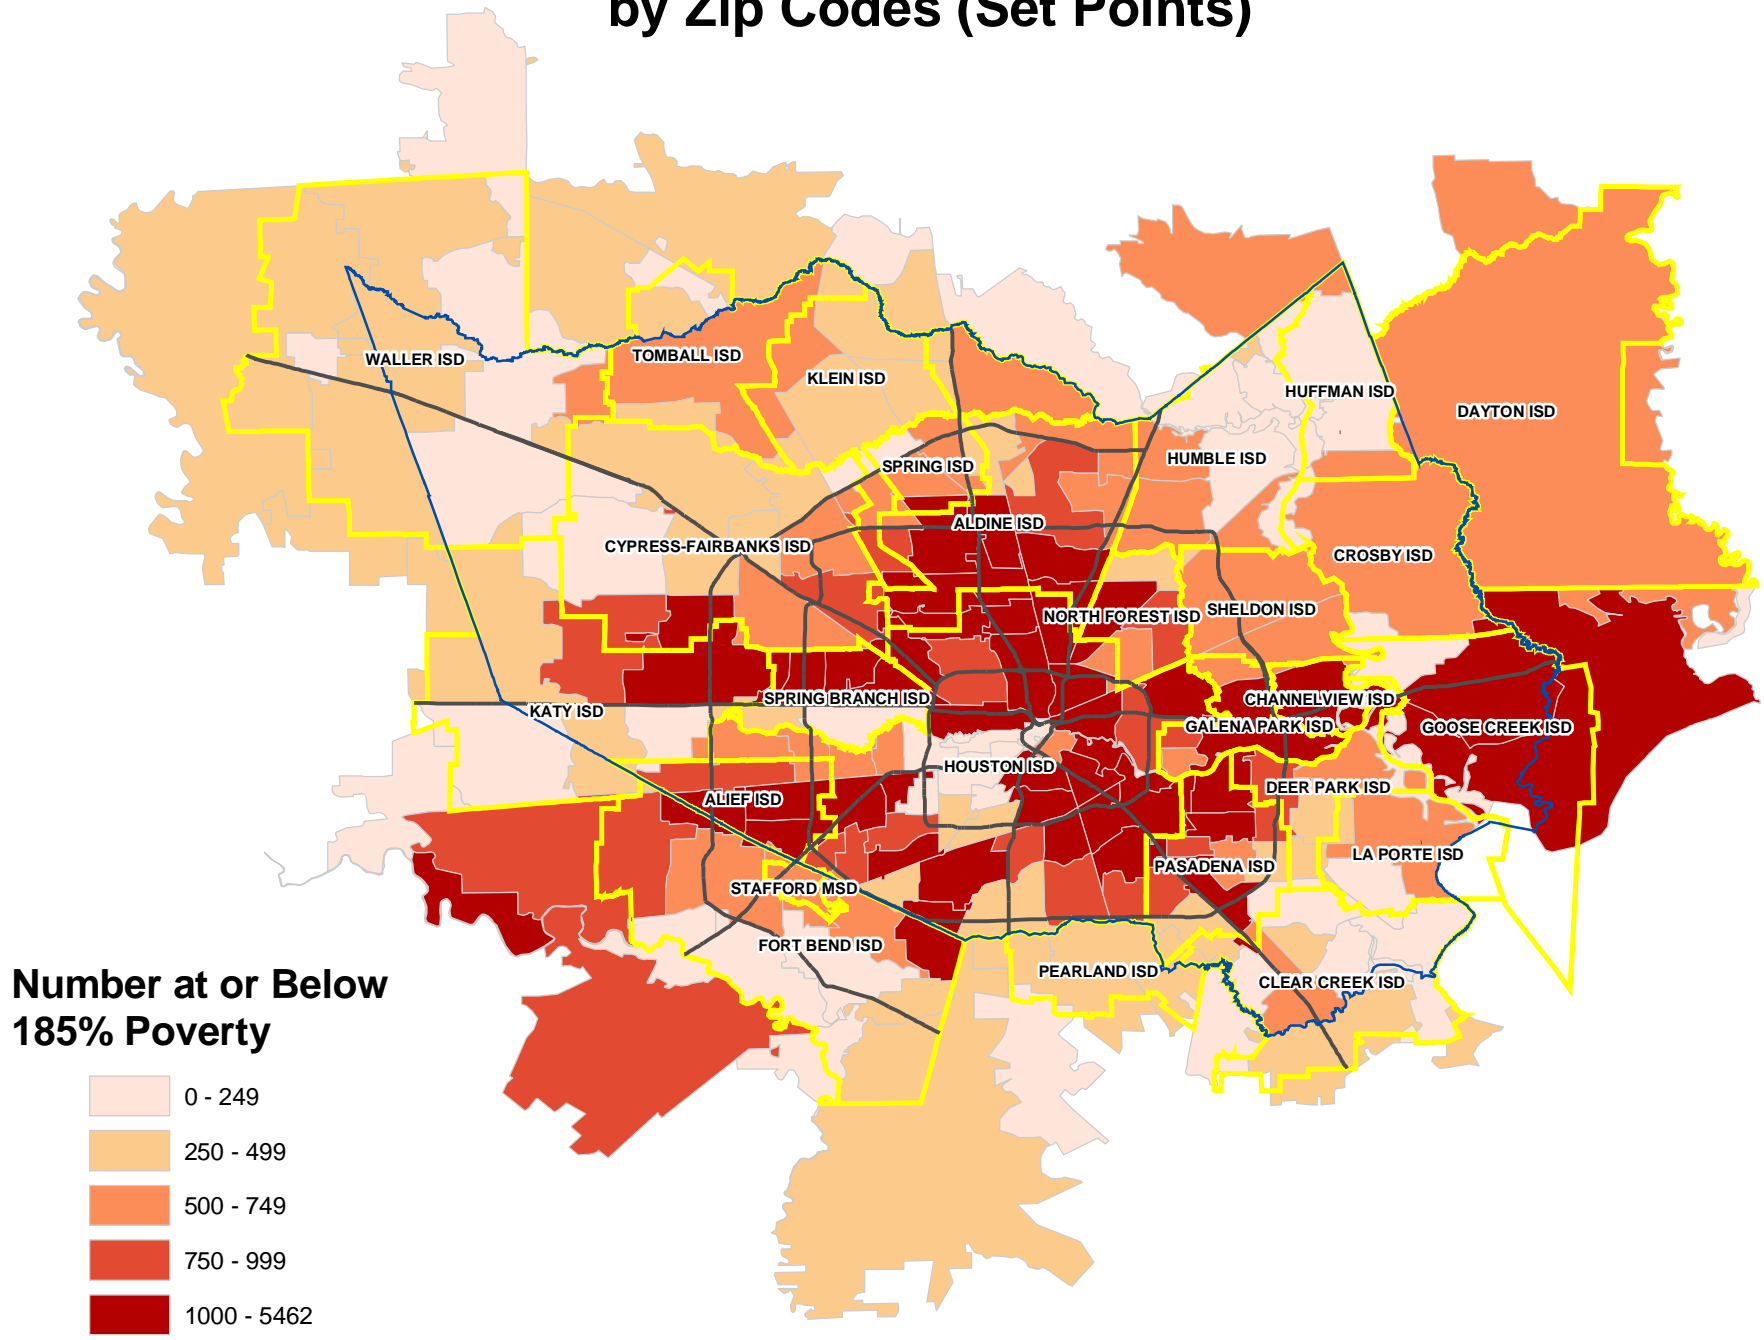 by Zip Codes (Set Points)
WALLER ISD
TOMBALL ISD
KLEIN ISD
HUFFMAN ISD
DAYTON ISD
SPRING ISD
HUMBLE ISD
ALDINE ISD
CYPRESS-FAIRBANKS ISD
CROSBY ISD
NORTH FOREST ISD
SHELDON ISD
SPRING BRANCH ISD
CHANNELVIEW ISD
KATY ISD
GALENA PARK ISD
GOOSE CREEK ISD
HOUSTON ISD
DEER PARK ISD
ALIEF ISD
LA PORTE ISD
PASADENA ISD
STAFFORD MSD
FORT BEND ISD
PEARLAND ISD
CLEAR CREEK ISD
Number at or Below
185% Poverty
0 - 249
250 - 499
500 - 749
750 - 999
1000 - 5462